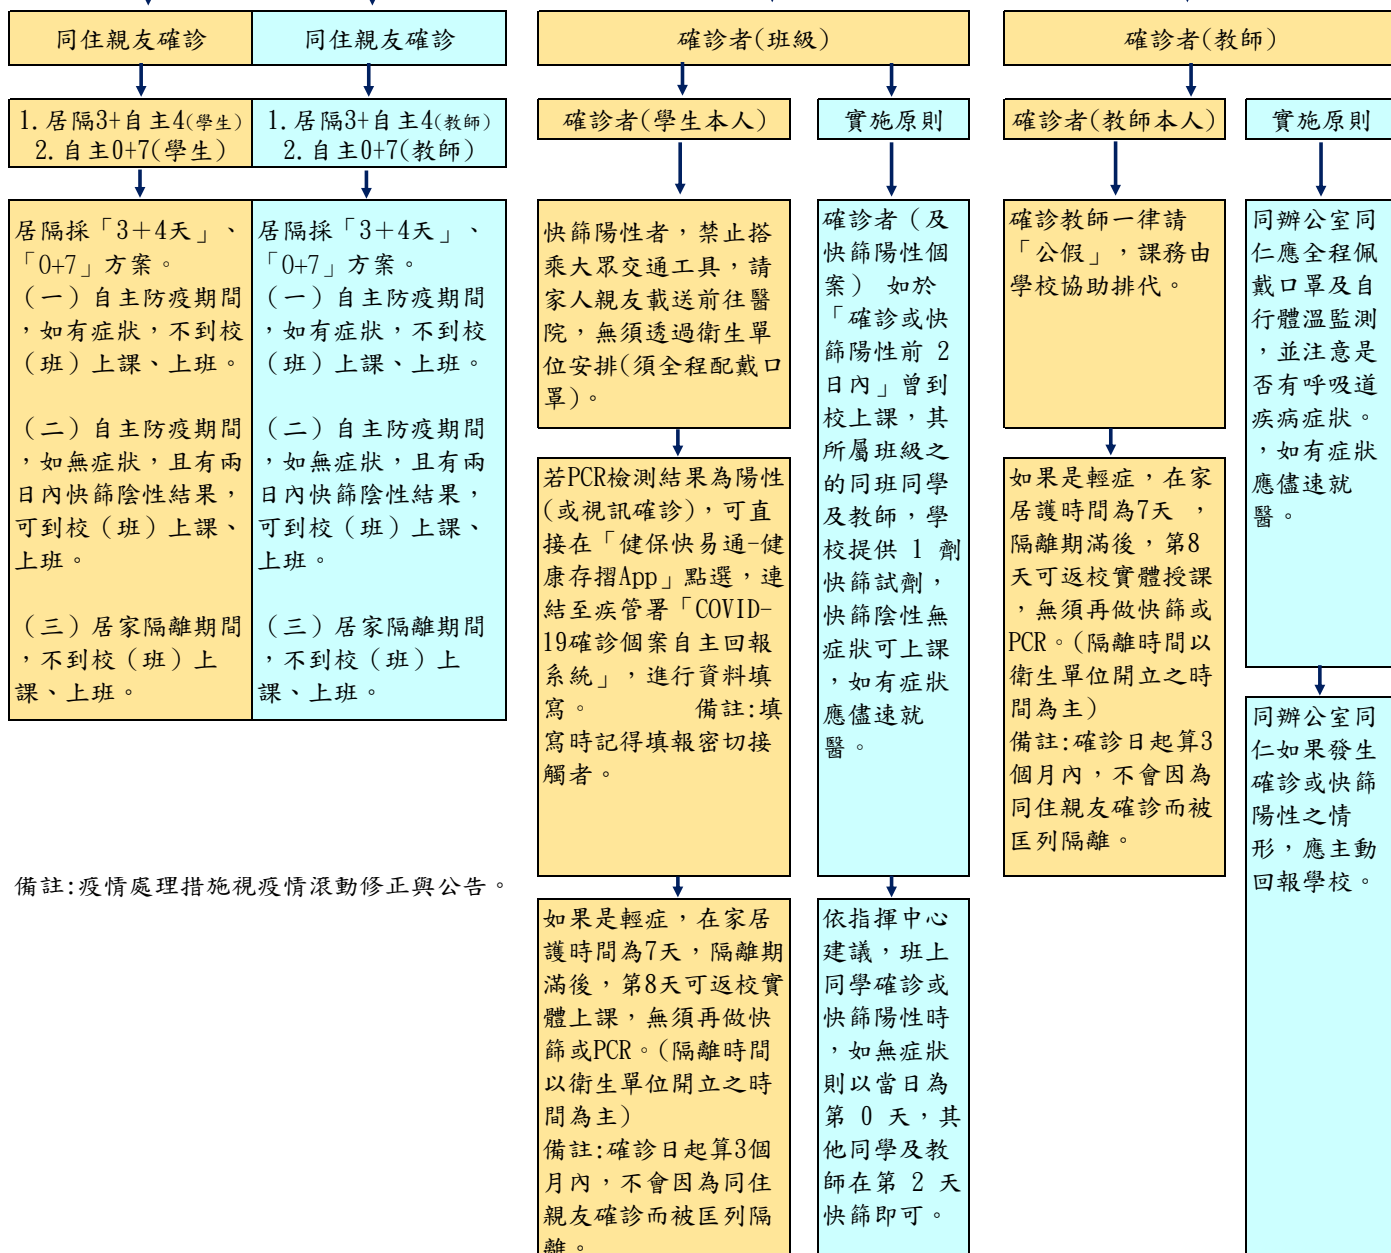 同住親友確診
同住親友確診
確診者(班級)
確診者(教師)
1.居隔3+自主4(學生)
2.自主0+7(學生)
1.居隔3+自主4(教師)
2.自主0+7(教師)
確診者(學生本人)
實施原則
確診者(教師本人)
實施原則
居隔採「3+4天」、
「0+7」方案。
（一）自主防疫期間
，如有症狀，不到校
（班）上課、上班。
（二）自主防疫期間
，如無症狀，且有兩
日內快篩陰性結果，
可到校（班）上課、
上班。
（三）居家隔離期間
，不到校（班）上
課、上班。
居隔採「3+4天」、
「0+7」方案。
（一）自主防疫期間
，如有症狀，不到校
（班）上課、上班。
（二）自主防疫期間
，如無症狀，且有兩
日內快篩陰性結果，
可到校（班）上課、
上班。
（三）居家隔離期間
，不到校（班）上
課、上班。
備註:疫情處理措施視疫情滾動修正與公告。
快篩陽性者，禁止搭
乘大眾交通工具，請
家人親友載送前往醫
院，無須透過衛生單
位安排(須全程配戴口
罩)。
若PCR檢測結果為陽性
(或視訊確診)，可直
接在「健保快易通-健
康存摺App」點選，連
結至疾管署「COVID-
19確診個案自主回報
系統」，進行資料填
寫。 備註:填
寫時記得填報密切接
觸者。
如果是輕症，在家居
護時間為7天，隔離期
滿後，第8天可返校實
體上課，無須再做快
篩或PCR。(隔離時間
以衛生單位開立之時
間為主)
備註:確診日起算3個
月內，不會因為同住
親友確診而被匡列隔
離。
確診者（及
快篩陽性個
案） 如於
「確診或快
篩陽性前 2
日內」曾到
校上課，其
所屬班級之
的同班同學
及教師，學
校提供 1 劑
快篩試劑，
快篩陰性無
症狀可上課
，如有症狀
應儘速就
醫。
依指揮中心
建議，班上
同學確診或
快篩陽性時
，如無症狀
則以當日為
第 0 天，其
他同學及教
師在第 2 天
快篩即可。
確診教師一律請
「公假」，課務由
學校協助排代。
如果是輕症，在家
居護時間為7天 ，
隔離期滿後，第8
天可返校實體授課
，無須再做快篩或
PCR。(隔離時間以
衛生單位開立之時
間為主)
備註:確診日起算3
個月內，不會因為
同住親友確診而被
匡列隔離。
同辦公室同
仁應全程佩
戴口罩及自
行體溫監測
，並注意是
否有呼吸道
疾病症狀。
，如有症狀
應儘速就
醫。
同辦公室同
仁如果發生
確診或快篩
陽性之情
形，應主動
回報學校。